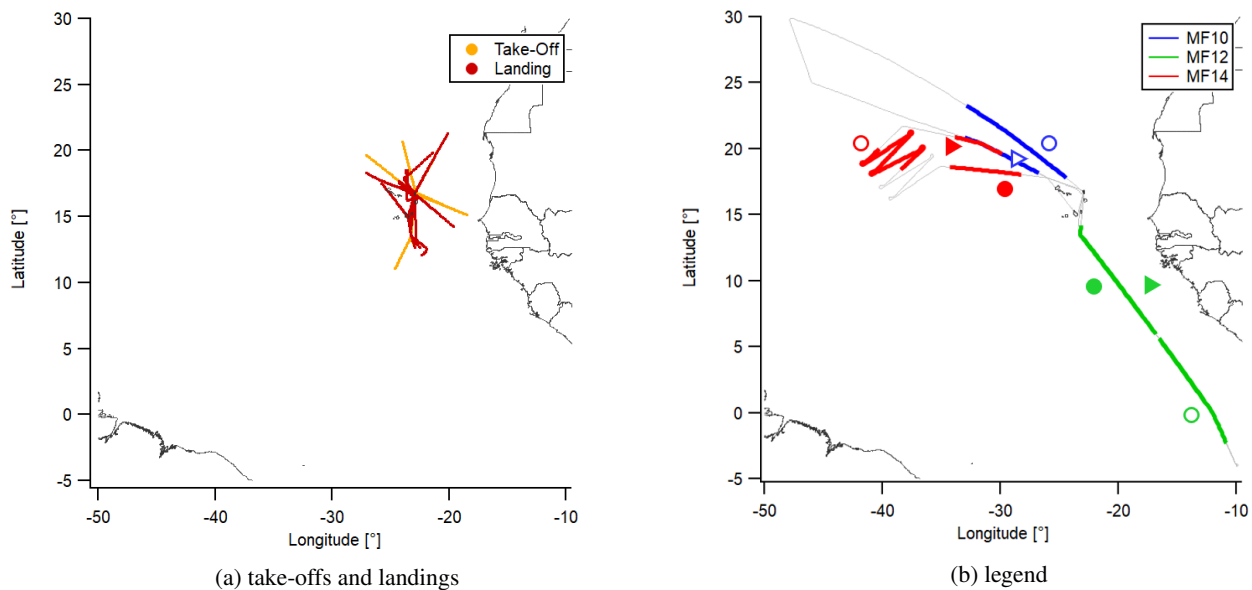 30
25
20
15
10
5
0
-5
Latitude [°]
-50
-40
-30
-20
-10
Longitude [°]
Take-Off
Landing
(a) take-offs and landings
30
25
20
15
10
5
0
-5
Latitude [°]
-50
-40
-30
-20
-10
Longitude [°]
MF10
MF12
MF14
(b) legend